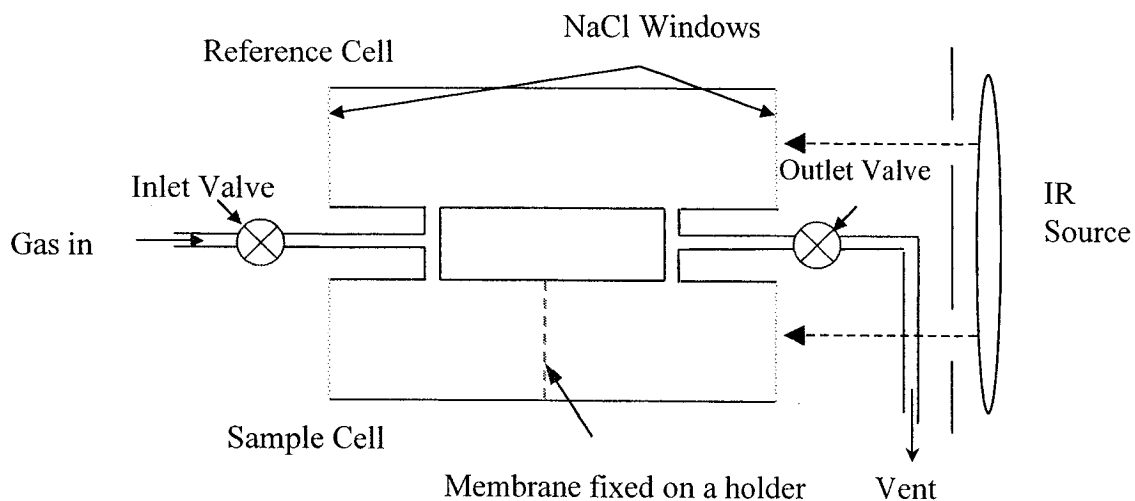 NaCl Windows
Reference Cell
Outlet Valve
Inlet Valve
IR
Source
Gas in
Sample Cell
Membrane fixed on a holder
Vent